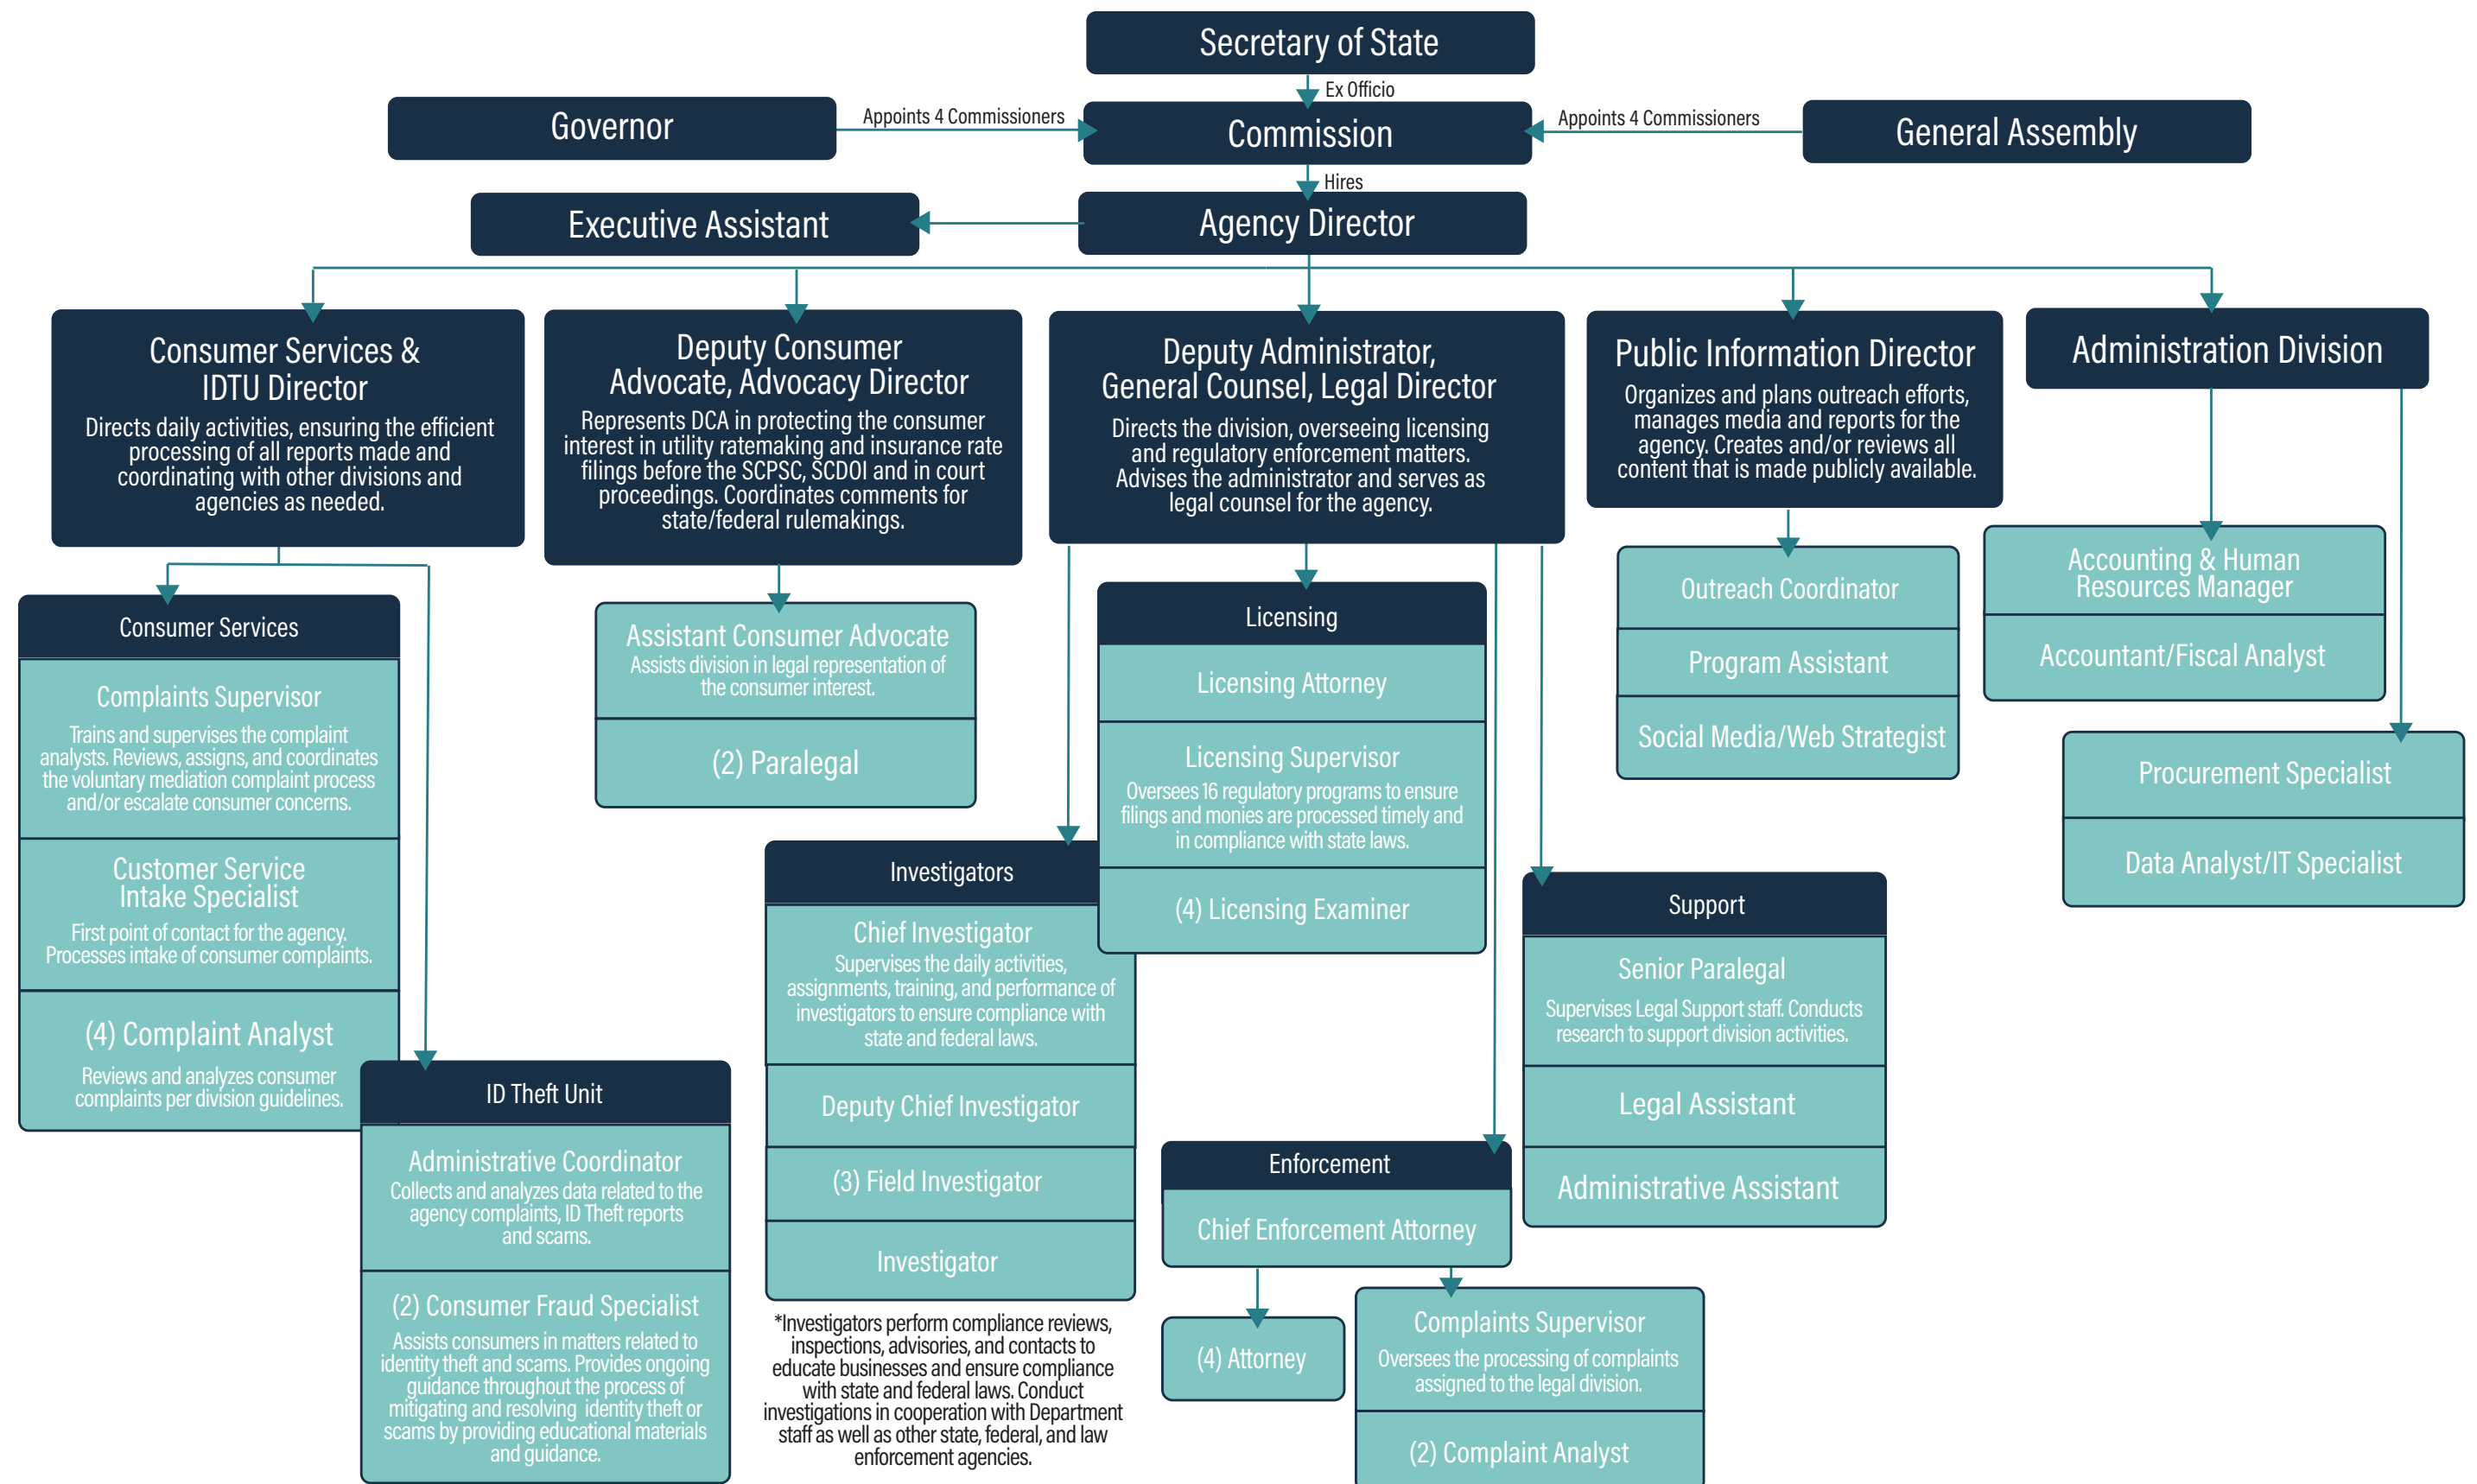 Secretary of State
Ex Officio
Governor
Appoints 4 Commissioners
Commission
Appoints 4 Commissioners
General Assembly
Hires
Executive Assistant
Agency Director
Consumer Services &
IDTU Director
Directs daily activities, ensuring the efficient
processing of all reports made and
coordinating with other divisions and
agencies as needed.
Deputy Consumer
Advocate, Advocacy Director
Represents DCA in protecting the consumer
interest in utility ratemaking and insurance rate
filings before the SCPSC, SCDOI and in court
proceedings. Coordinates comments for
state/federal rulemakings.
Deputy Administrator,
General Counsel, Legal Director
Directs the division, overseeing licensing
and regulatory enforcement matters.
Advises the administrator and serves as
legal counsel for the agency.
Public Information Director
Organizes and plans outreach efforts,
manages media and reports for the
agency. Creates and/or reviews all
content that is made publicly available.
Administration Division
Consumer Services
Complaints Supervisor
Trains and supervises the complaint
analysts. Reviews, assigns, and coordinates
the voluntary mediation complaint process
and/or escalate consumer concerns.
Customer Service
Intake Specialist
First point of contact for the agency.
Processes intake of consumer complaints.
(4) Complaint Analyst
Reviews and analyzes consumer
complaints per division guidelines.
ID Theft Unit
Administrative Coordinator
Collects and analyzes data related to the
agency complaints, ID Theft reports
and scams.
(2) Consumer Fraud Specialist
Assists consumers in matters related to
identity theft and scams. Provides ongoing
guidance throughout the process of
mitigating and resolving identity theft or
scams by providing educational materials
and guidance.
Assistant Consumer Advocate
Assists division in legal representation of
the consumer interest.
(2) Paralegal
Investigators
Chief Investigator
Supervises the daily activities,
assignments, training, and performance of
investigators to ensure compliance with
state and federal laws.
Deputy Chief Investigator
(3) Field Investigator
Investigator
*Investigators perform compliance reviews,
inspections, advisories, and contacts to
educate businesses and ensure compliance
with state and federal laws. Conduct
investigations in cooperation with Department
staff as well as other state, federal, and law
enforcement agencies.
Licensing
Licensing Attorney
Licensing Supervisor
Oversees 16 regulatory programs to ensure
filings and monies are processed timely and
in compliance with state laws.
(4) Licensing Examiner
Enforcement
Chief Enforcement Attorney
(4) Attorney
Complaints Supervisor
Oversees the processing of complaints
assigned to the legal division.
(2) Complaint Analyst
Support
Senior Paralegal
Supervises Legal Support staff. Conducts
research to support division activities.
Legal Assistant
Administrative Assistant
Outreach Coordinator
Program Assistant
Social Media/Web Strategist
Accounting & Human
Resources Manager
Accountant/Fiscal Analyst
Procurement Specialist
Data Analyst/IT Specialist